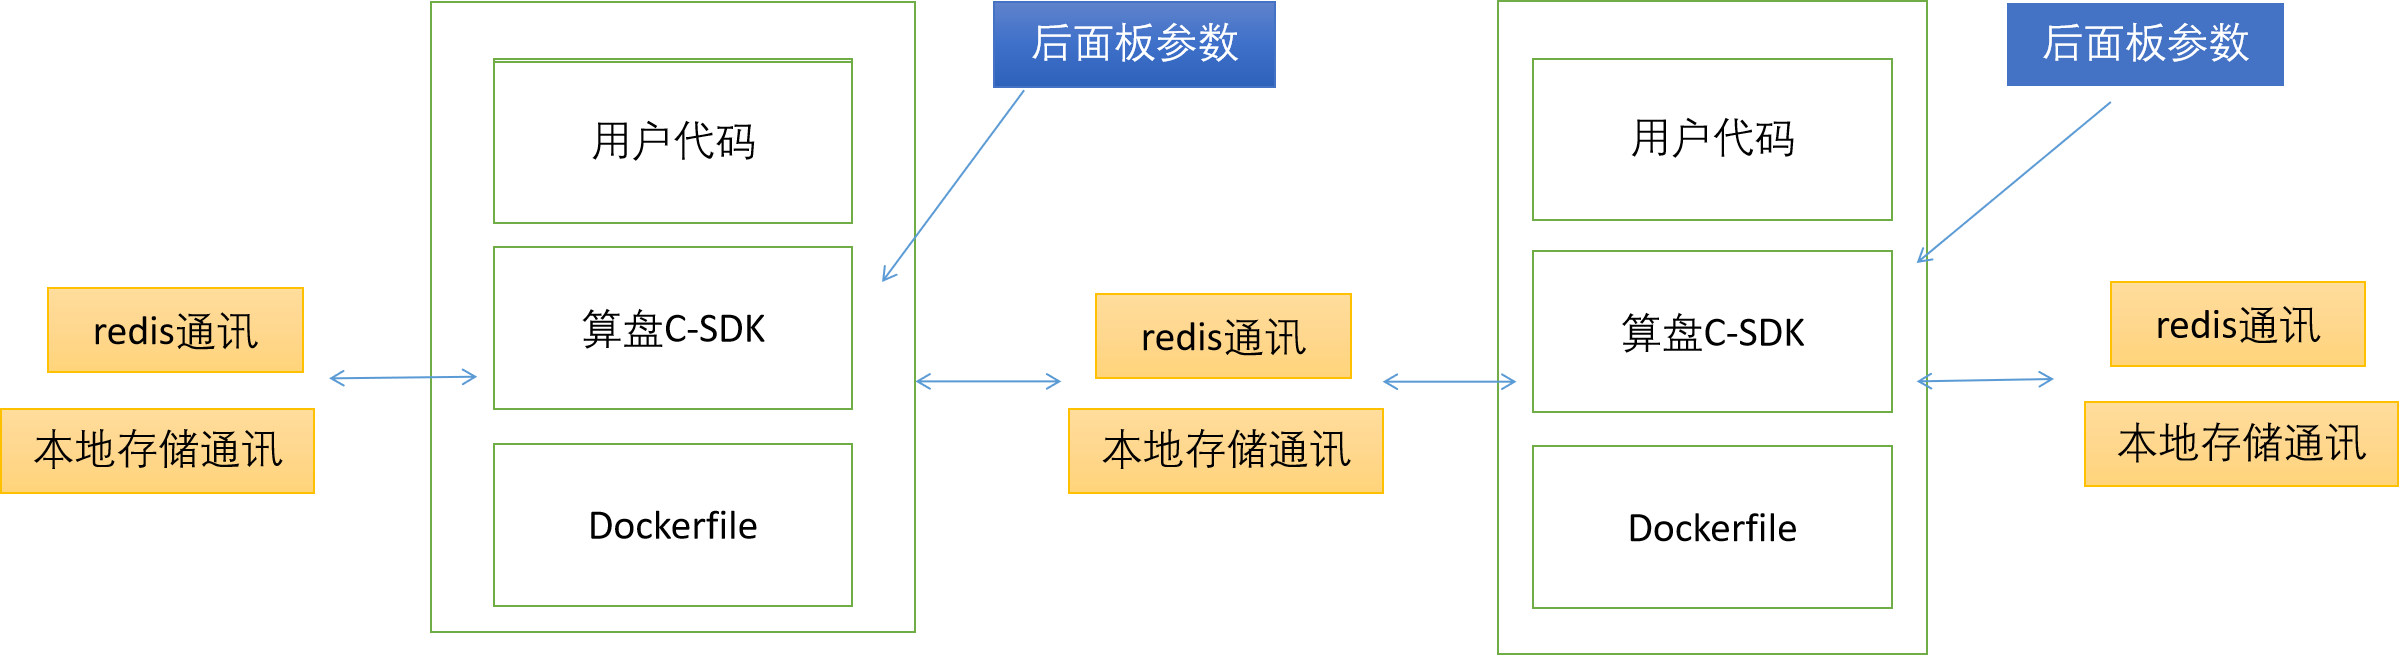 后面板参数
后面板参数
用户代码
用户代码
redis通讯
算盘C-SDK
redis通讯
算盘C-SDK
redis通讯
本地存储通讯
本地存储通讯
本地存储通讯
Dockerfile
Dockerfile